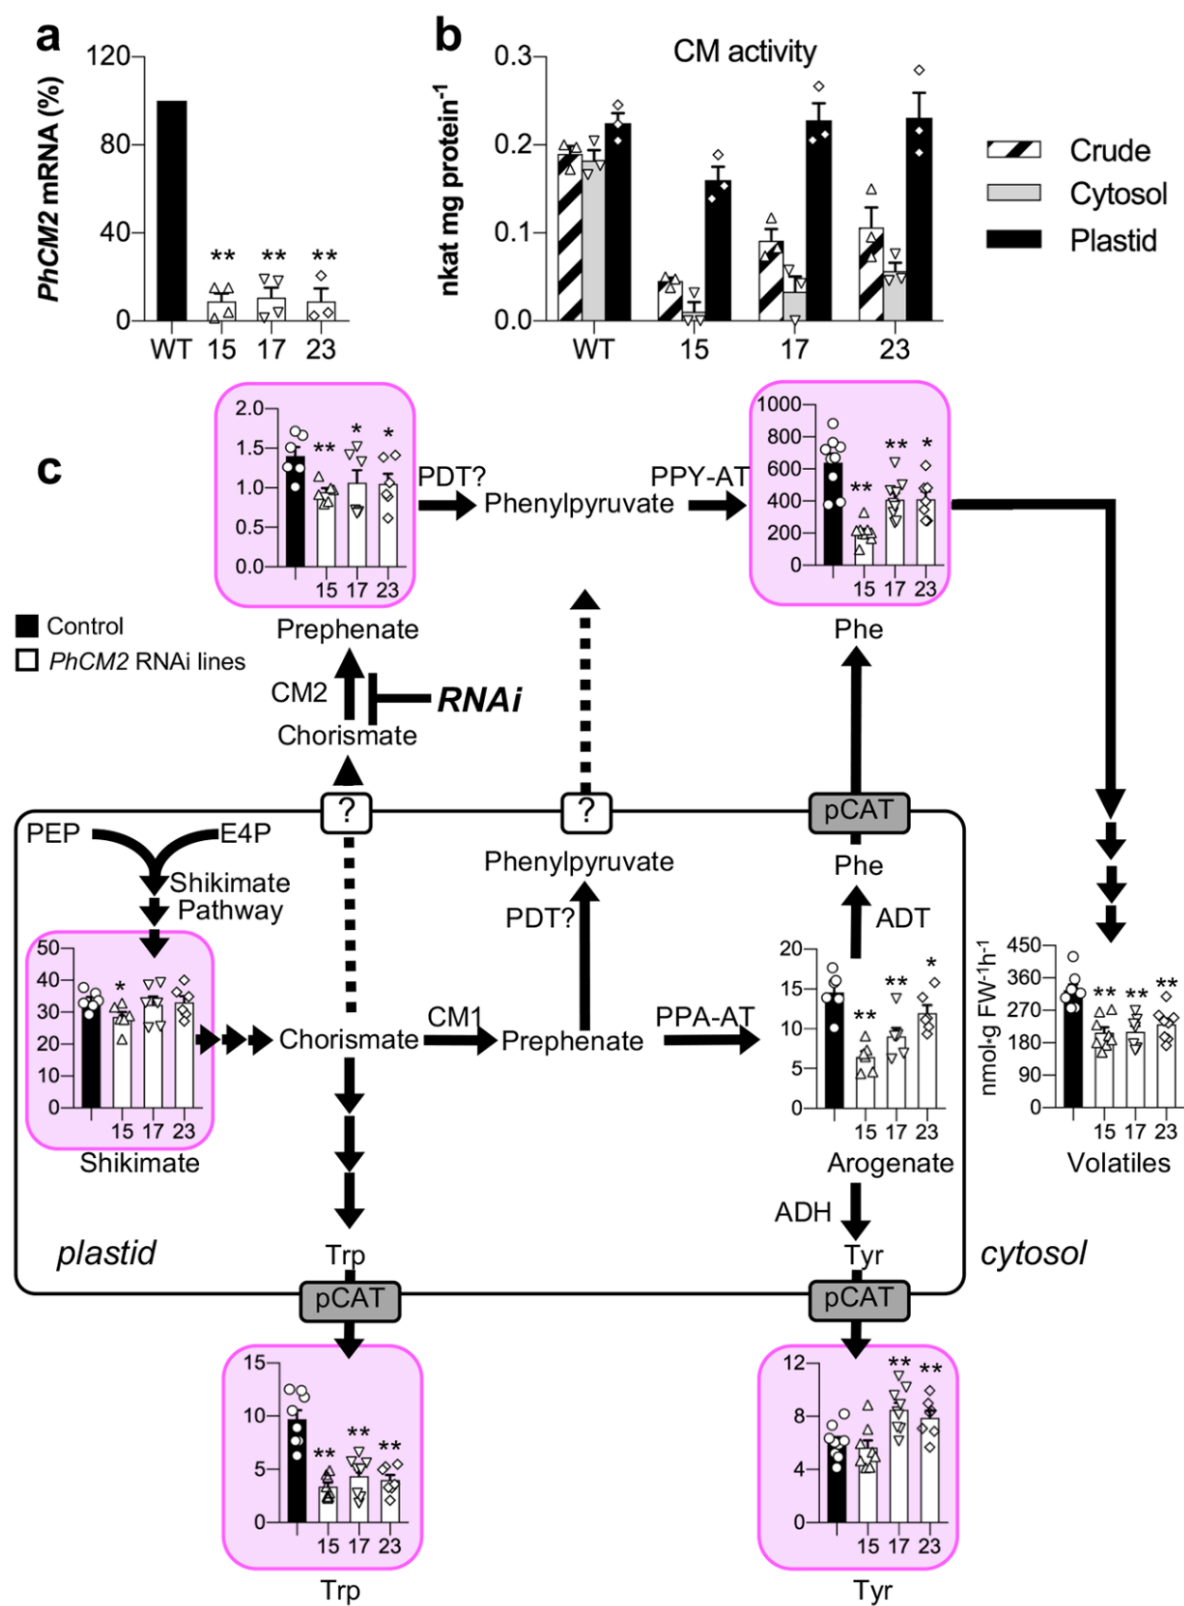 a
PhCM2 mRNA (%)
120
80
40
0
** ** **
WT 15 17 23
b
CM activity
nkat mg protein-1
0.3
0.2
0.1
0.0
WT 15 17 23
Crude
Cytosol
Plastid
c
2.0
1.5
1.0
0.5
0.0
** * *
15 17 23
Prephenate
PDT?
Phenylpyruvate
PPY-AT
1000
800
600
400
200
0
** ** *
15 17 23
Phe
Control
PhCM2 RNAi lines
CM2
RNAi
Chorismate
?
?
pCAT
PEP
E4P
Shikimate
Pathway
Phenylpyruvate
Phe
PDT?
ADT
50
40
30
20
10
0
*
15 17 23
Shikimate
Chorismate
CM1
Prephenate
PPA-AT
20
15
10
5
0
** ** *
15 17 23
Arogenate
nmol•g FW-1h-1
450
360
270
180
90
0
** ** **
15 17 23
Volatiles
ADH
plastid
Trp
Tyr
cytosol
pCAT
pCAT
15
10
5
0
** ** **
15 17 23
Trp
12
8
4
0
** **
15 17 23
Tyr